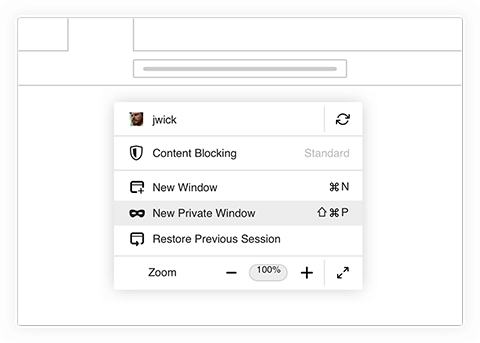 jwick
Content Blocking Standard
New Window ⌘N
New Private Window ⇧⌘P
Restore Previous Session
Zoom − 100% +